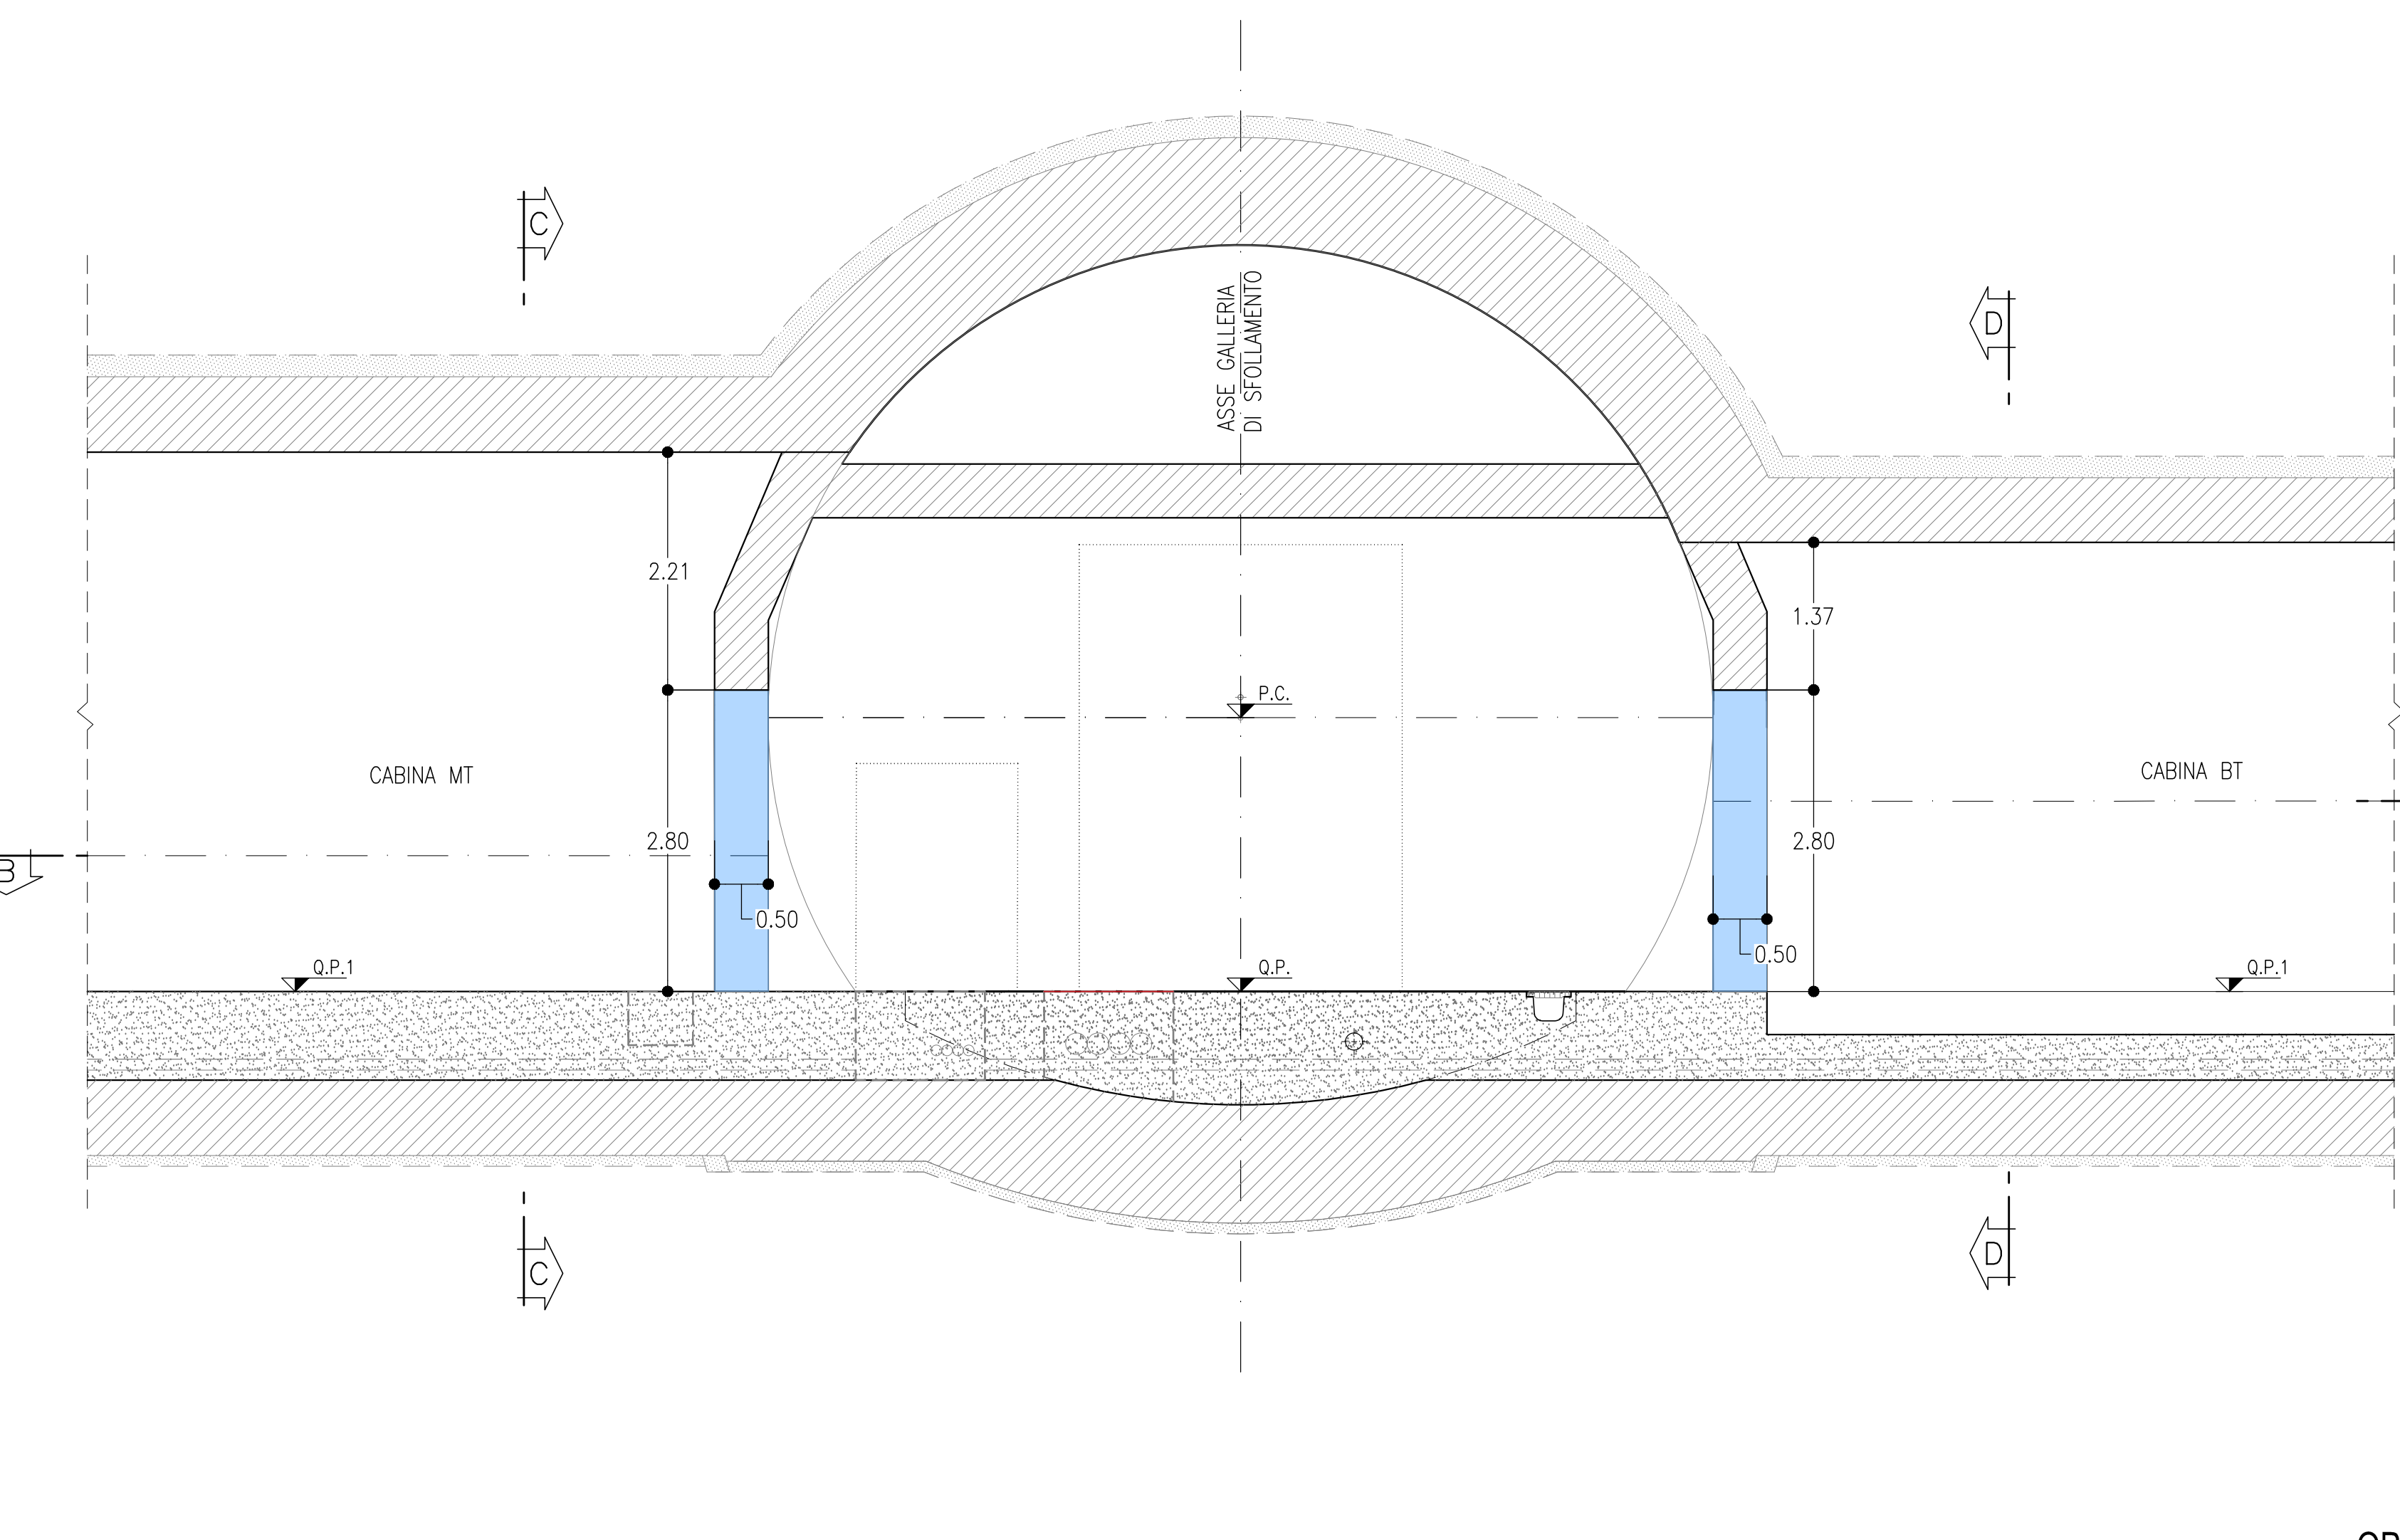 C
ASSE GALLERIA
DI SFOLLAMENTO
D
2.21
1.37
P.C.
CABINA MT
CABINA BT
2.80
2.80
B
0.50
0.50
Q.P.1
Q.P.
Q.P.1
C
D